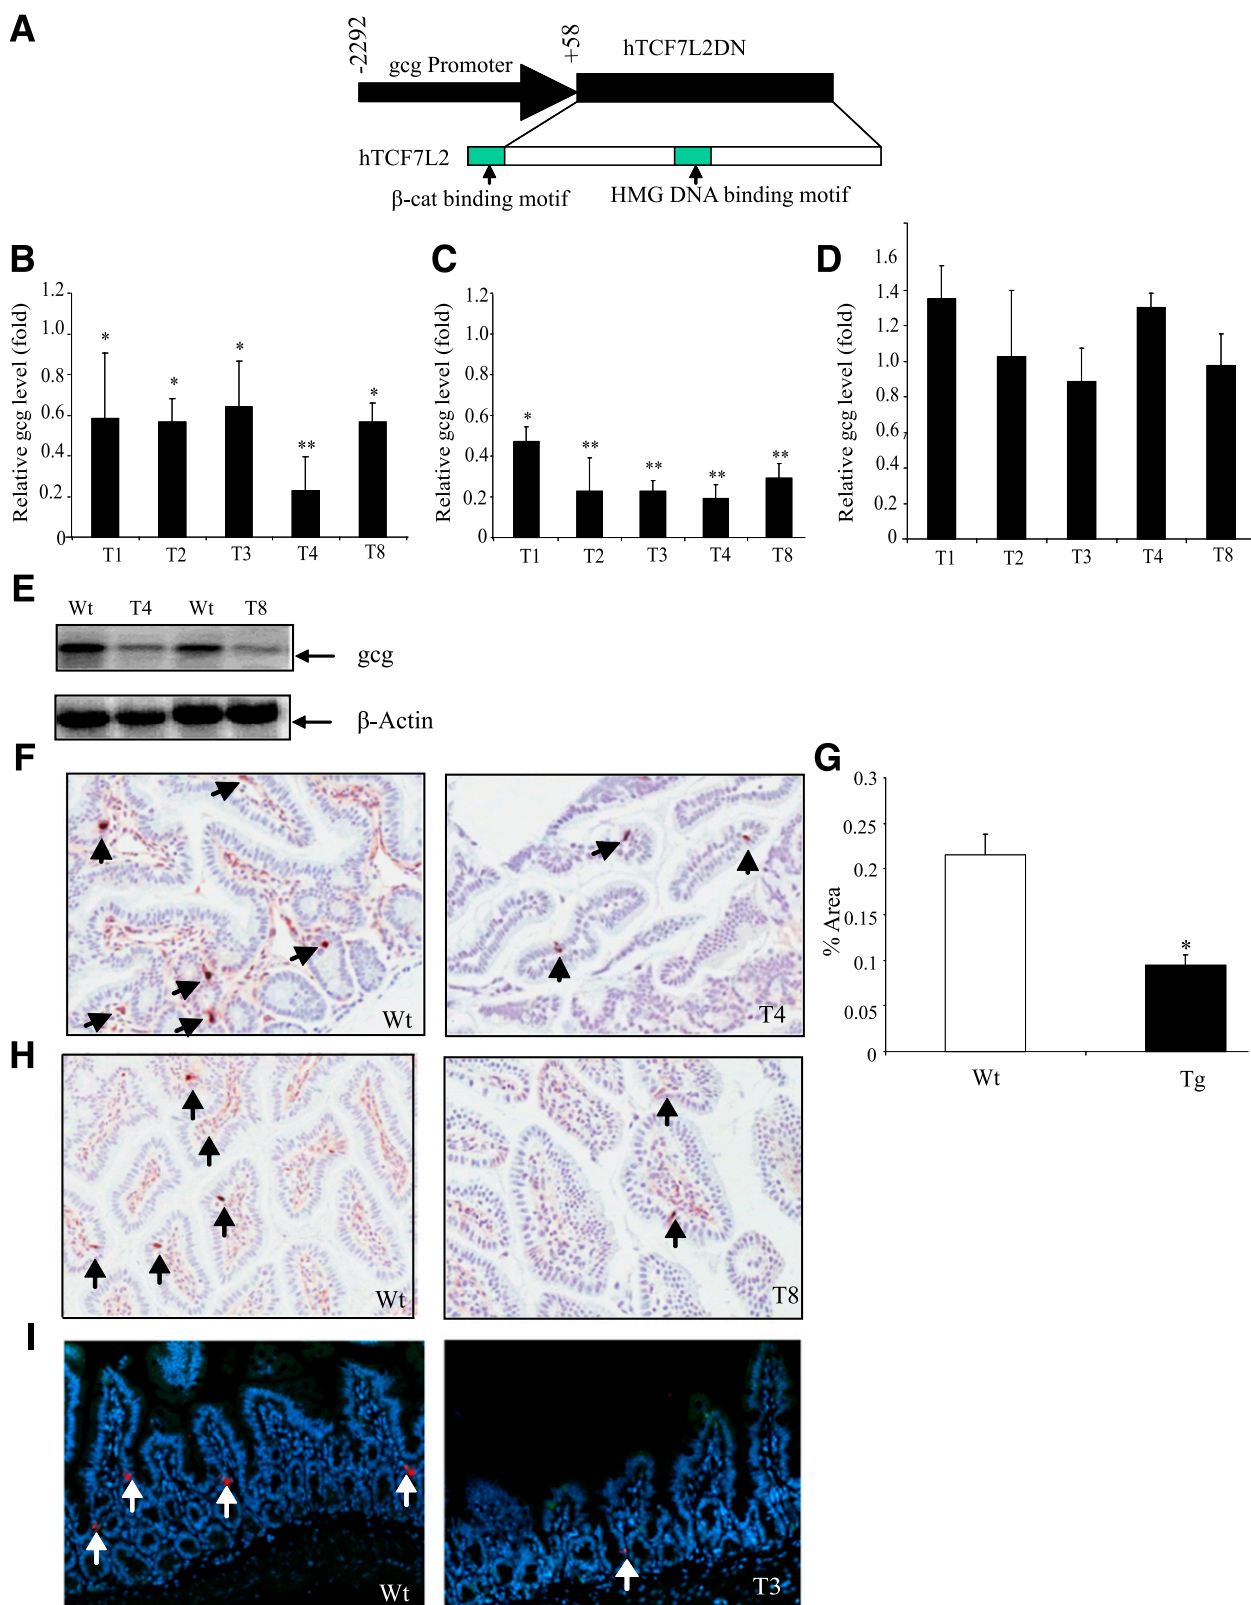 A
-2292
+58
gcg Promoter
hTCF7L2DN
hTCF7L2
β-cat binding motif
HMG DNA binding motif
B
Relative gcg level (fold)
1.2
1.0
0.8
0.6
0.4
0.2
0
*
*
*
**
*
T1 T2 T3 T4 T8
C
Relative gcg level (fold)
1.2
1.0
0.8
0.6
0.4
0.2
0
*
**
**
**
**
T1 T2 T3 T4 T8
D
Relative gcg level (fold)
1.6
1.4
1.2
1.0
0.8
0.6
0.4
0.2
0
T1 T2 T3 T4 T8
E
Wt T4 Wt T8
gcg
β-Actin
F
Wt
T4
G
% Area
0.3
0.25
0.2
0.15
0.1
0.05
0
*
Wt Tg
H
Wt
T8
I
Wt
T3